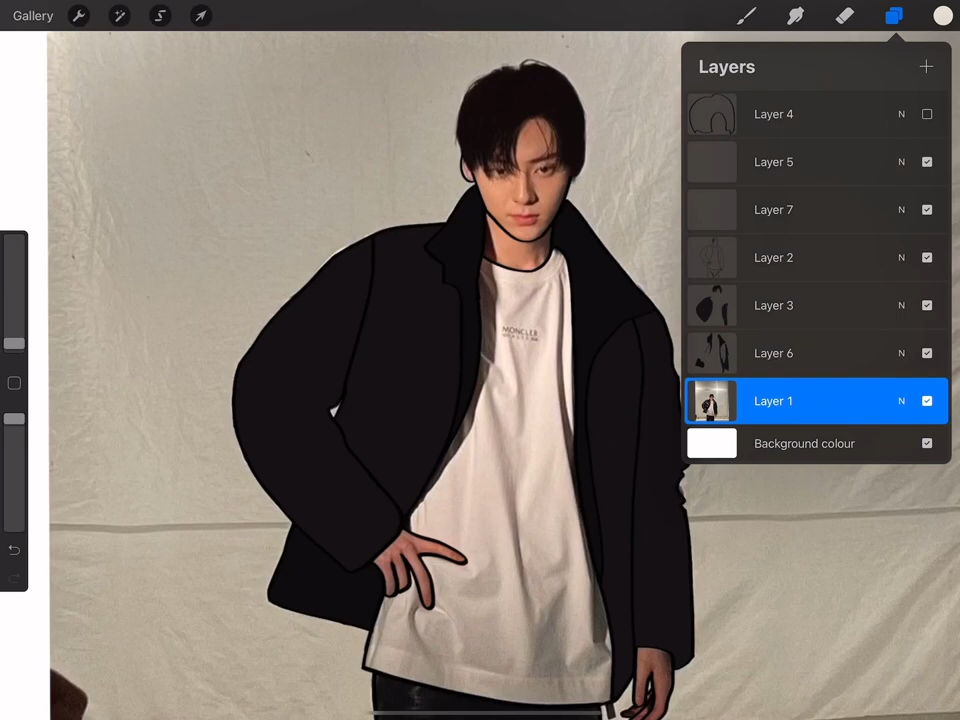 Gallery
Layers
Layer 4 N
Layer 5 N
Layer 7 N
Layer 2 N
Layer 3 N
Layer 6 N
Layer 1 N
Background colour
MONCLER